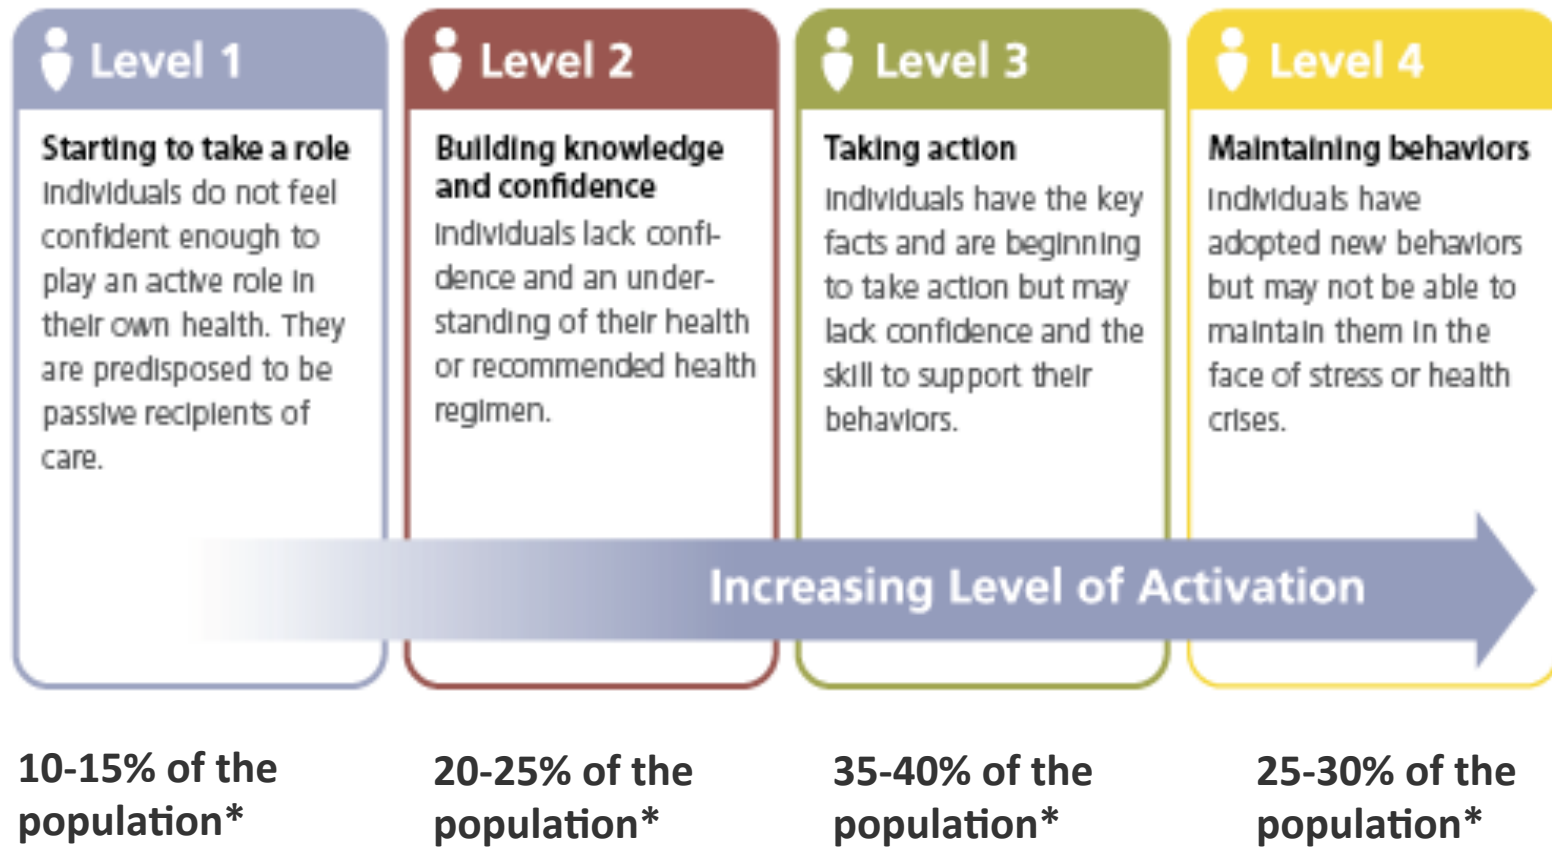 Level 1
Starting to take a role
Individuals do not feel
confident enough to
play an active role in
their own health. They
are predisposed to be
passive recipients of
care.
Level 2
Building knowledge
and confidence
Individuals lack confi-
dence and an under-
standing of their health
or recommended health
regimen.
Level 3
Taking action
Individuals have the key
facts and are beginning
to take action but may
lack confidence and the
skill to support their
behaviors.
Level 4
Maintaining behaviors
Individuals have
adopted new behaviors
but may not be able to
maintain them in the
face of stress or health
crises.
Increasing Level of Activation
10-15% of the
population*
20-25% of the
population*
35-40% of the
population*
25-30% of the
population*